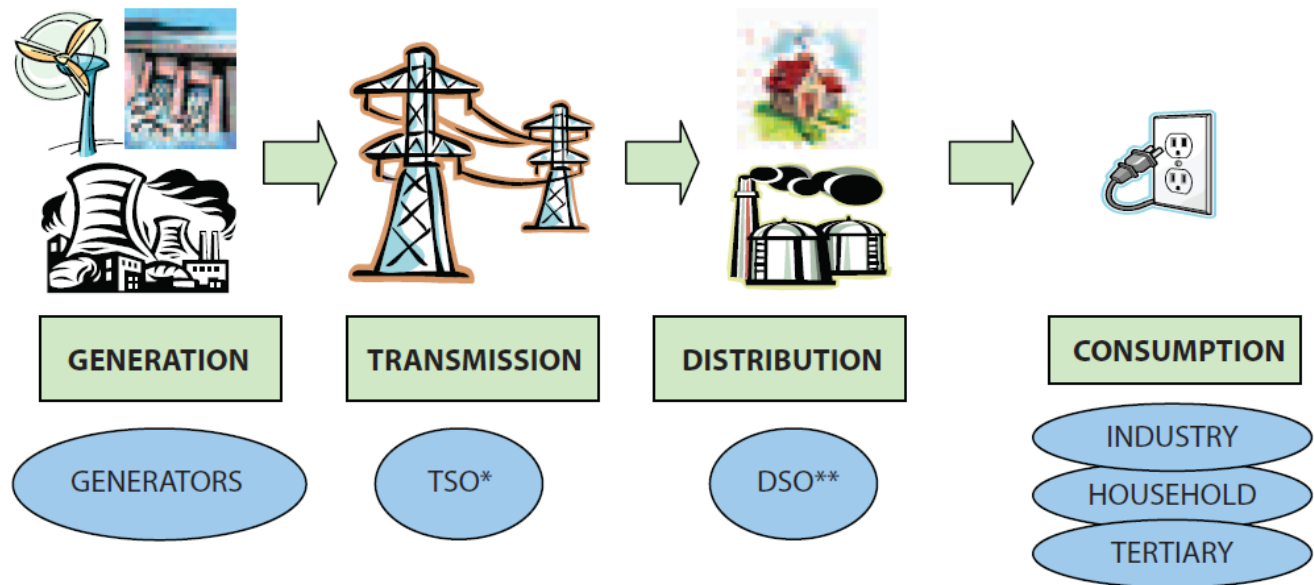 GENERATION
TRANSMISSION
DISTRIBUTION
CONSUMPTION
GENERATORS
TSO*
DSO**
INDUSTRY
HOUSEHOLD
TERTIARY